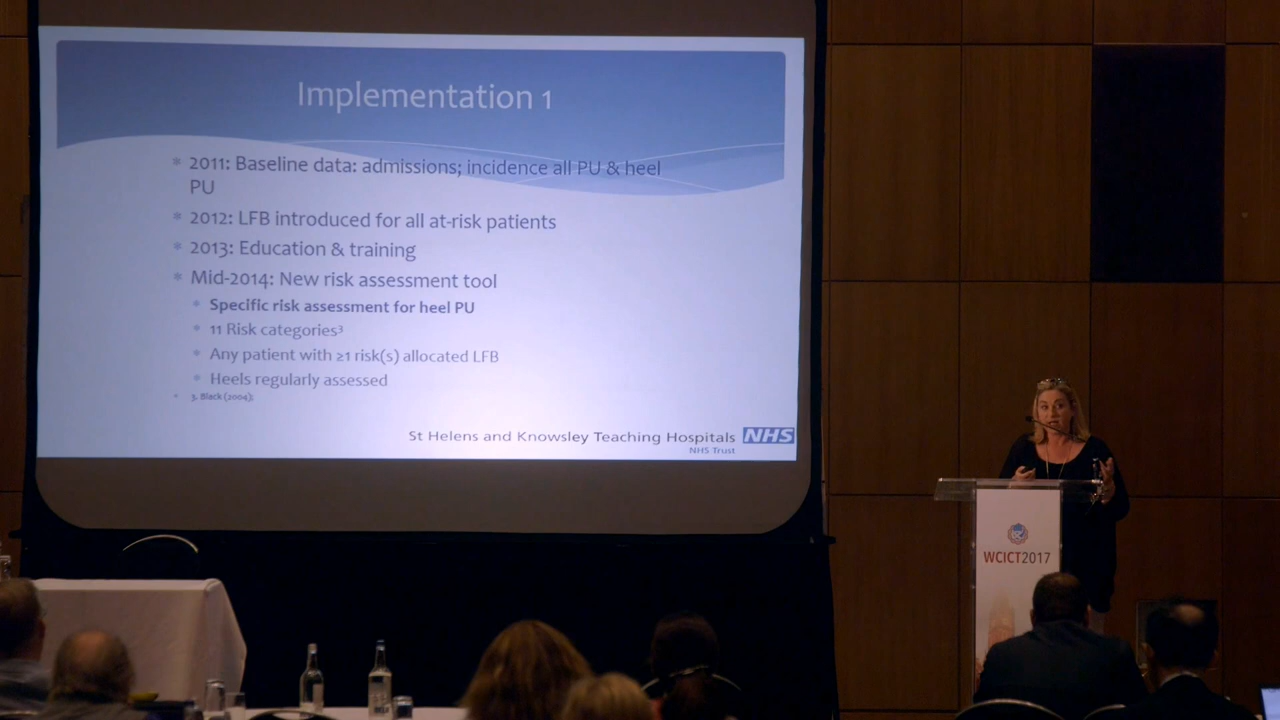 Implementation 1
* 2011: Baseline data: admissions; incidence all PU & heel
PU
* 2012: LFB introduced for all at-risk patients
* 2013: Education & training
* Mid-2014: New risk assessment tool
* Specific risk assessment for heel PU
* 11 Risk categories³
* Any patient with ≥1 risk(s) allocated LFB
* Heels regularly assessed
* 3. Black (2004);
St Helens and Knowsley Teaching Hospitals NHS
NHS Trust
WCICT2017